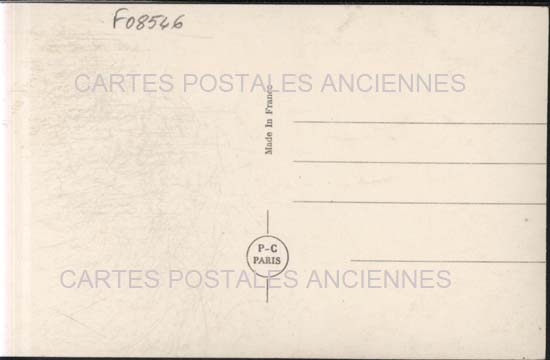 F08546
CARTES POSTALES ANCIENNES
Made In France
P-C
PARIS
CARTES POSTALES ANCIENNES